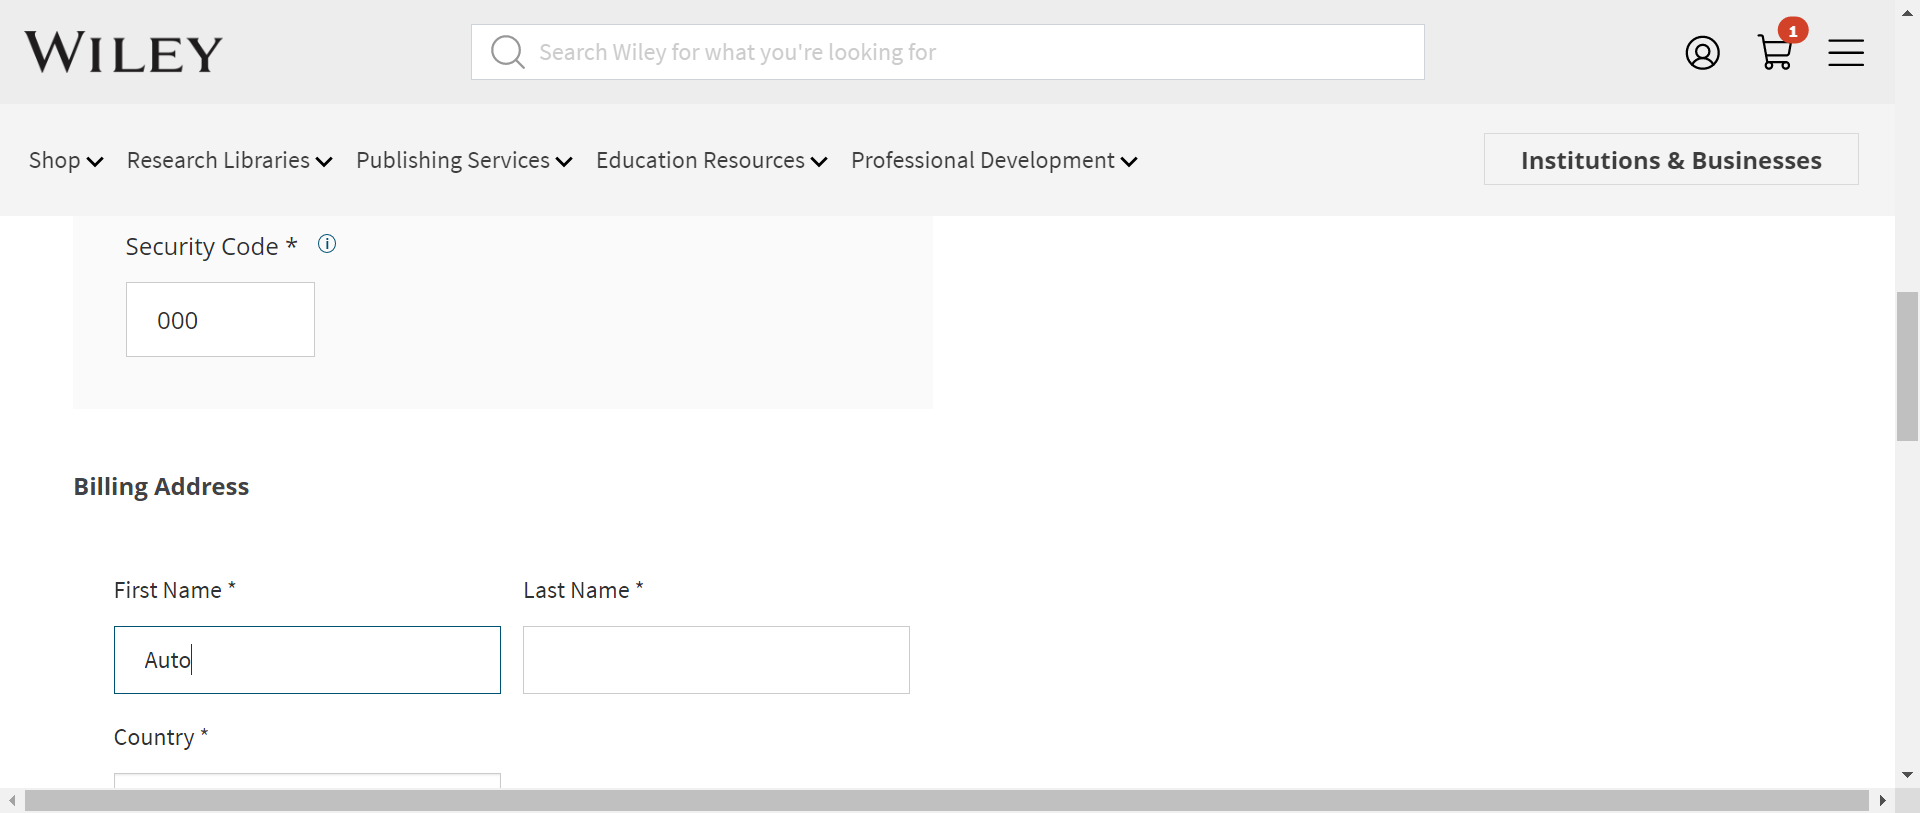 WILEY
Search Wiley for what you're looking for
1
Shop
Research Libraries
Publishing Services
Education Resources
Professional Development
Institutions & Businesses
Security Code *
000
Billing Address
First Name *
Last Name *
Auto
Country *